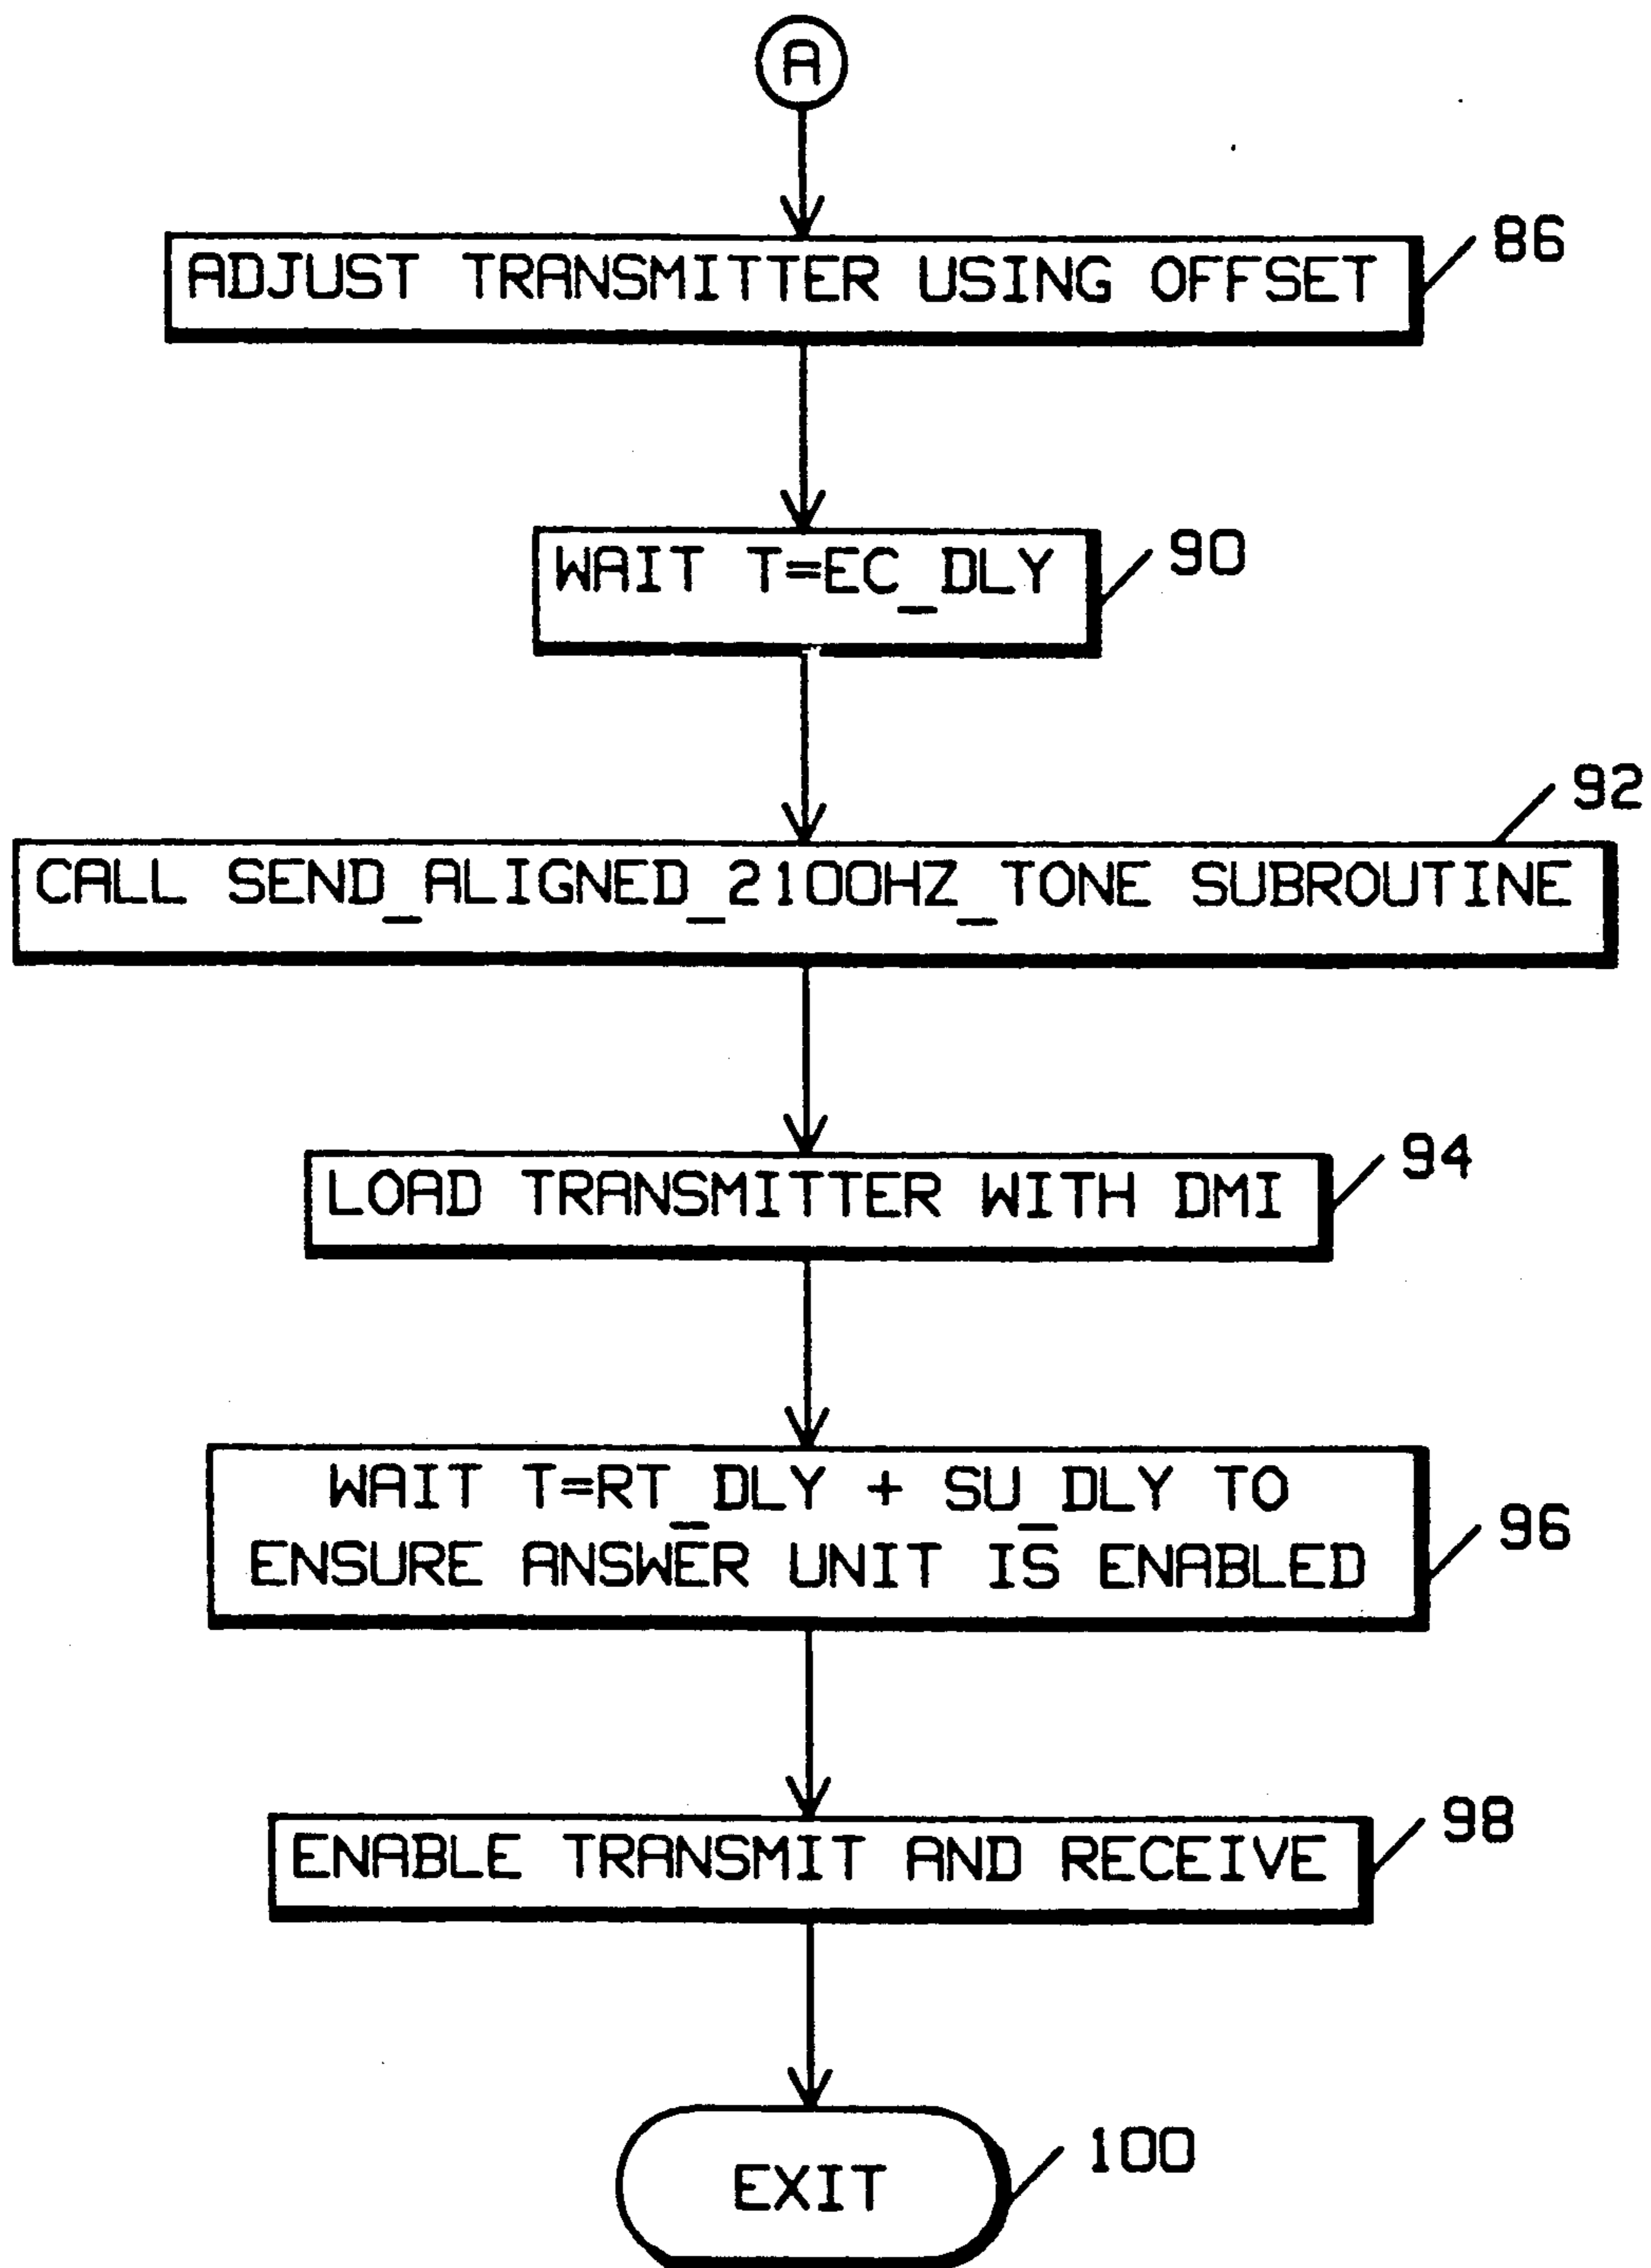 A
ADJUST TRANSMITTER USING OFFSET
86
WAIT T=EC_DLY
90
92
CALL SEND_ALIGNED_2100HZ_TONE SUBROUTINE
LOAD TRANSMITTER WITH DMI
94
WAIT T=RT_DLY + SU_DLY TO
ENSURE ANSWER UNIT IS ENABLED
96
ENABLE TRANSMIT AND RECEIVE
98
EXIT
100